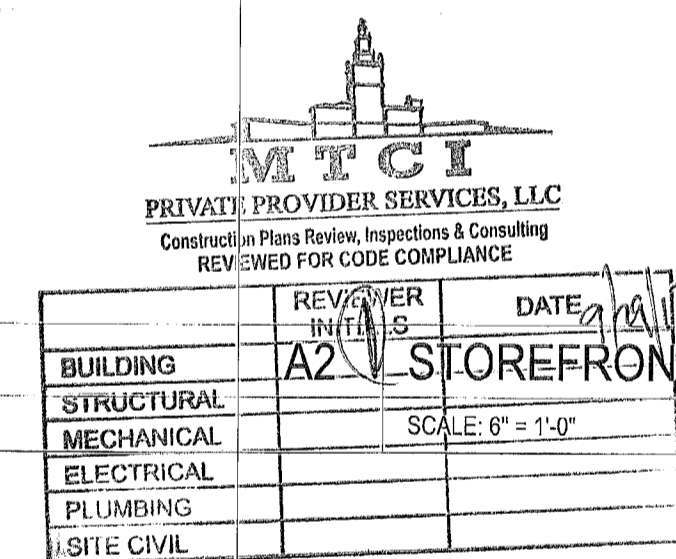 MTCI
PRIVATE PROVIDER SERVICES, LLC
Construction Plans Review, Inspections & Consulting
REVIEWED FOR CODE COMPLIANCE
REVIEWER INITIALS
DATE
BUILDING
A2 STOREFRON
STRUCTURAL
SCALE: 6" = 1'-0"
MECHANICAL
ELECTRICAL
PLUMBING
SITE CIVIL